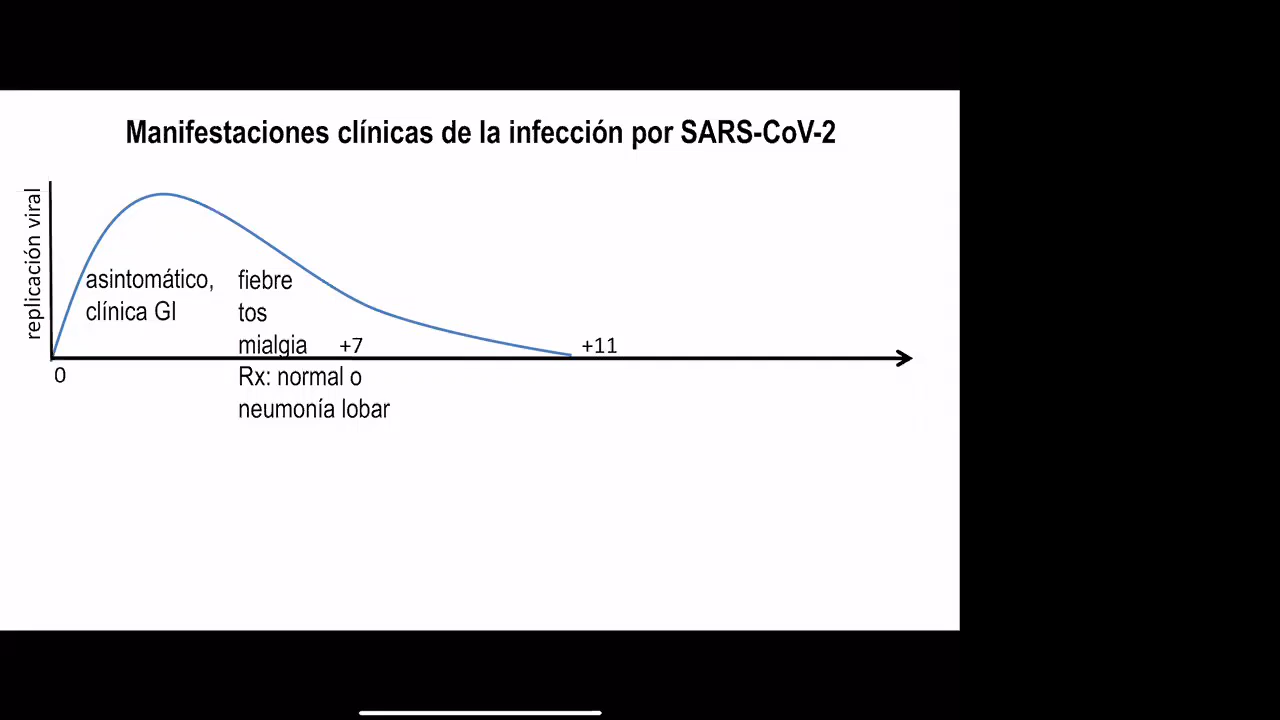 Manifestaciones clínicas de la infección por SARS-CoV-2
replicación viral
asintomático,
clínica GI
fiebre
tos
mialgia
+7
+11
0
Rx: normal o
neumonía lobar